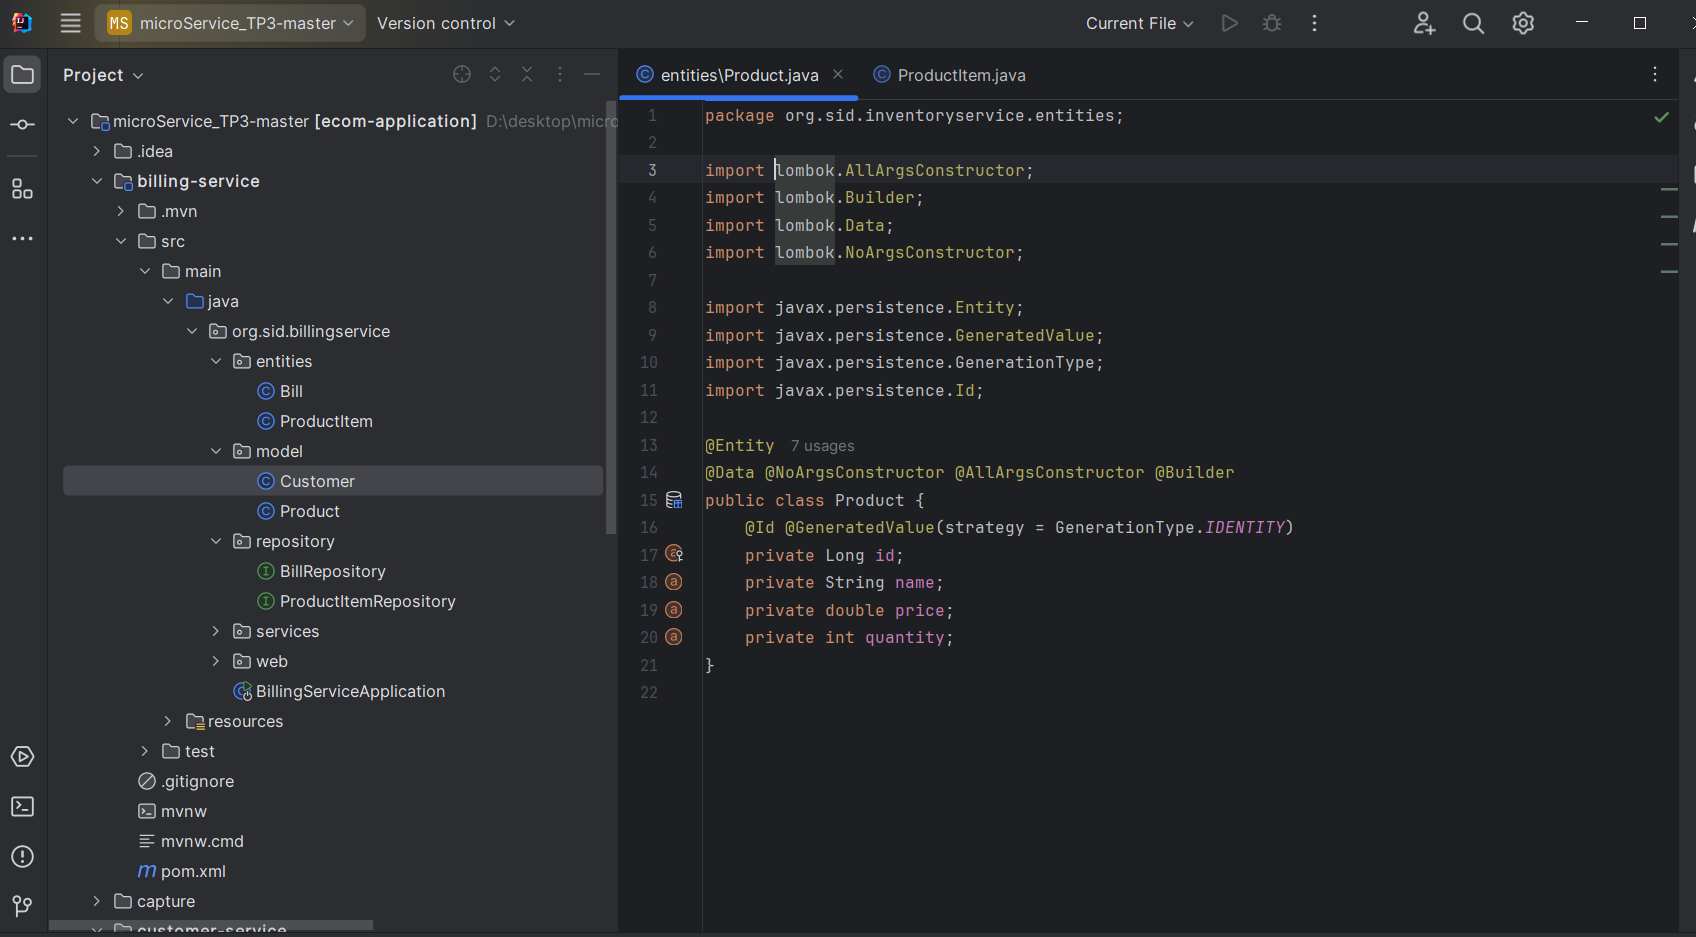 MS microService_TP3-master Version control Current File
Project
entities\Product.java ProductItem.java
microService_TP3-master [ecom-application] D:\desktop\micro
.idea
billing-service
.mvn
src
main
java
org.sid.billingservice
entities
Bill
ProductItem
model
Customer
Product
repository
BillRepository
ProductItemRepository
services
web
BillingServiceApplication
resources
test
.gitignore
mvnw
mvnw.cmd
pom.xml
capture
customer-service
1 package org.sid.inventoryservice.entities;
2
3 import lombok.AllArgsConstructor;
4 import lombok.Builder;
5 import lombok.Data;
6 import lombok.NoArgsConstructor;
7
8 import javax.persistence.Entity;
9 import javax.persistence.GeneratedValue;
10 import javax.persistence.GenerationType;
11 import javax.persistence.Id;
12
13 @Entity 7 usages
14 @Data @NoArgsConstructor @AllArgsConstructor @Builder
15 public class Product {
16 @Id @GeneratedValue(strategy = GenerationType.IDENTITY)
17 private Long id;
18 private String name;
19 private double price;
20 private int quantity;
21 }
22